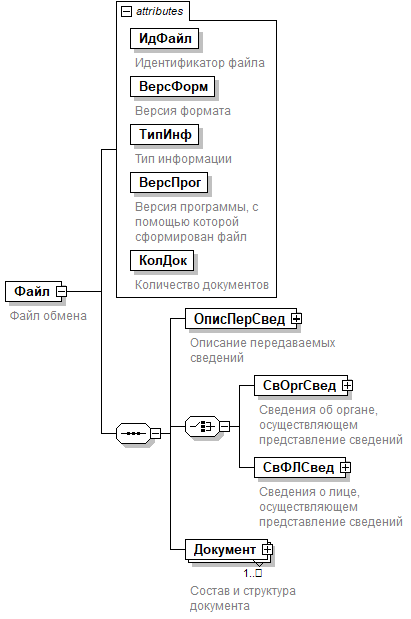 attributes
ИдФайл
Идентификатор файла
ВерсФорм
Версия формата
ТипИнф
Тип информации
ВерсПрог
Версия программы, с
помощью которой
сформирован файл
КолДок
Количество документов
Файл
Файл обмена
ОписПерСвед
Описание передаваемых
сведений
СвОргСвед
Сведения об органе,
осуществляющем
представление сведений
СвФЛСвед
Сведения о лице,
осуществляющем
представление сведений
Документ
1..
Состав и структура
документа